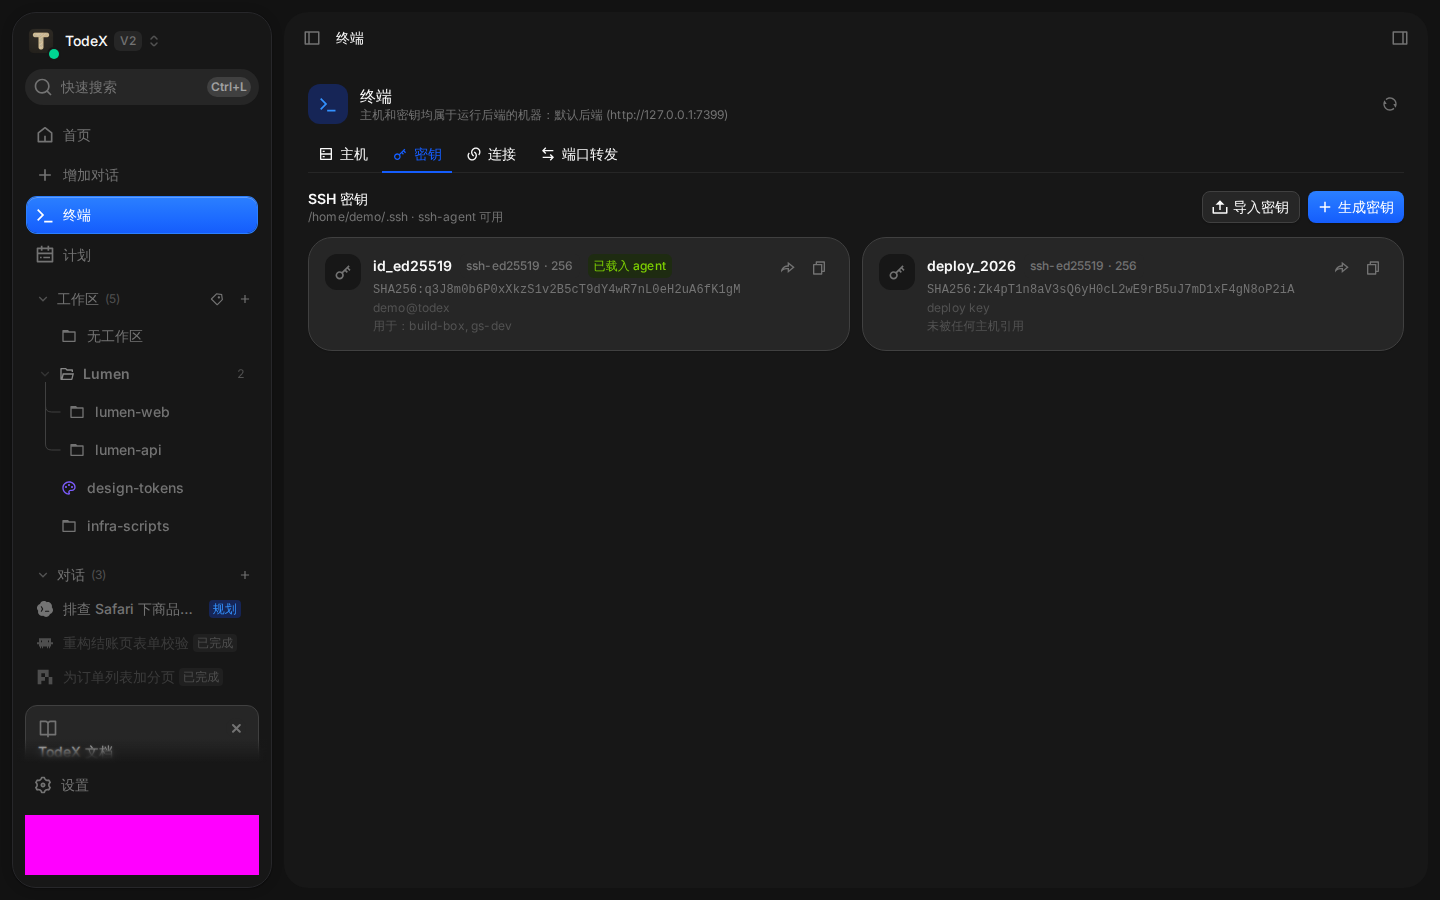 TodeX V2
快速搜索 Ctrl+L
首页
增加对话
终端
计划
工作区 (5)
无工作区
Lumen 2
lumen-web
lumen-api
design-tokens
infra-scripts
对话 (3)
排查 Safari 下商品... 规划
重构结账页表单校验 已完成
为订单列表加分页 已完成
TodeX 文档
设置
终端
终端
主机和密钥均属于运行后端的机器：默认后端 (http://127.0.0.1:7399)
主机 密钥 连接 端口转发
SSH 密钥
/home/demo/.ssh · ssh-agent 可用
导入密钥 生成密钥
id_ed25519 ssh-ed25519 · 256 已载入 agent
SHA256:q3J8m0b6P0xXkzS1v2B5cT9dY4wR7nL0eH2uA6fK1gM
demo@todex
用于：build-box, gs-dev
deploy_2026 ssh-ed25519 · 256
SHA256:Zk4pT1n8aV3sQ6yH0cL2wE9rB5uJ7mD1xF4gN8oP2iA
deploy key
未被任何主机引用